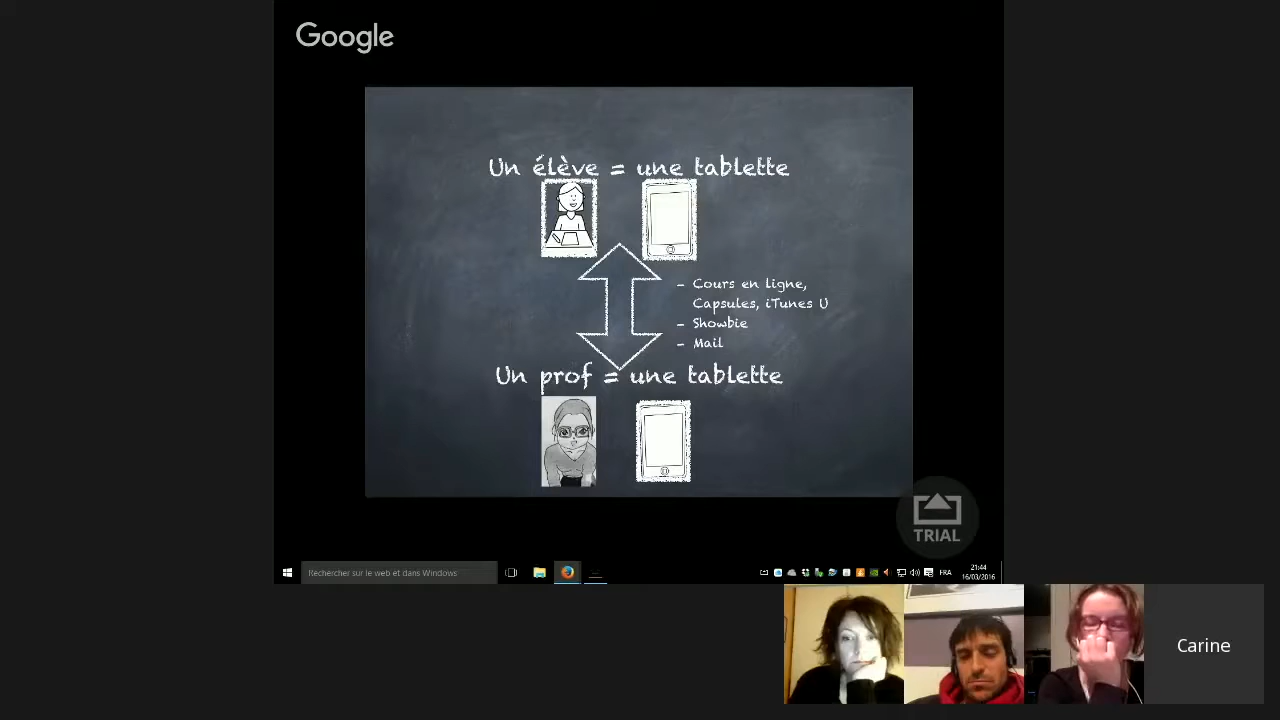 Google
Un élève = une tablette
- Cours en ligne,
Capsules, iTunes U
- Showbie
- Mail
Un prof = une tablette
TRIAL
Rechercher sur le web et dans Windows
FRA
21:44
16/03/2016
Carine